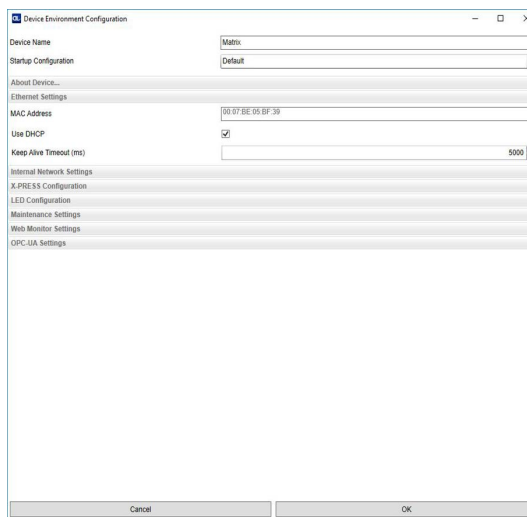 DL Device Environment Configuration
Device Name Matrix
Startup Configuration Default
About Device...
Ethernet Settings
MAC Address 00:07:BE:05:BF:39
Use DHCP
Keep Alive Timeout (ms) 5000
Internal Network Settings
X-PRESS Configuration
LED Configuration
Maintenance Settings
Web Monitor Settings
OPC-UA Settings
Cancel OK